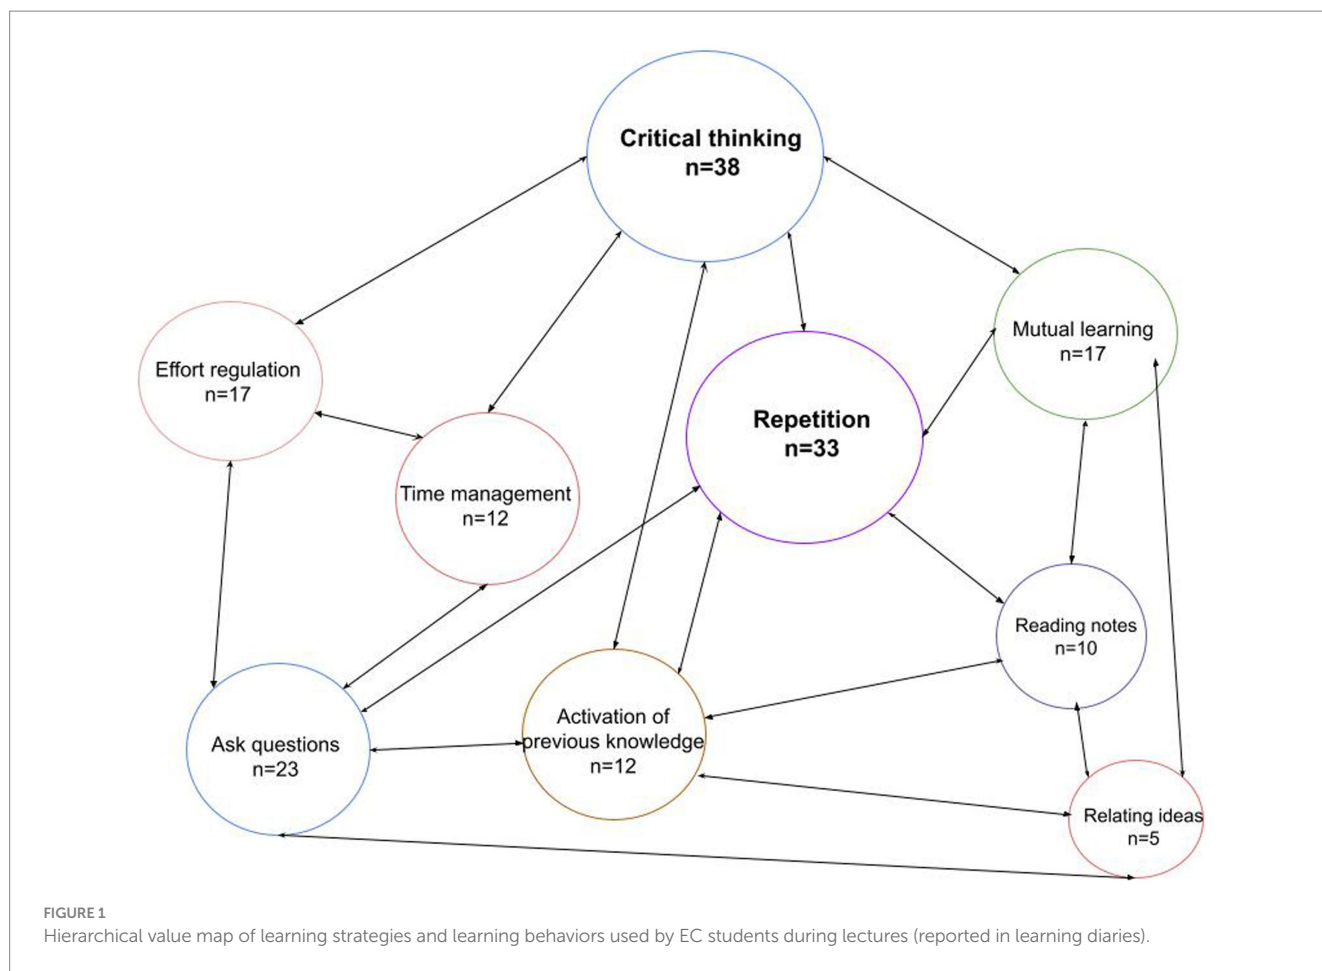 Critical thinking
n=38
Mutual learning
n=17
Effort regulation
n=17
Repetition
n=33
Time management
n=12
Reading notes
n=10
Activation of
previous knowledge
n=12
Ask questions
n=23
Relating ideas
n=5
FIGURE 1
Hierarchical value map of learning strategies and learning behaviors used by EC students during lectures (reported in learning diaries).